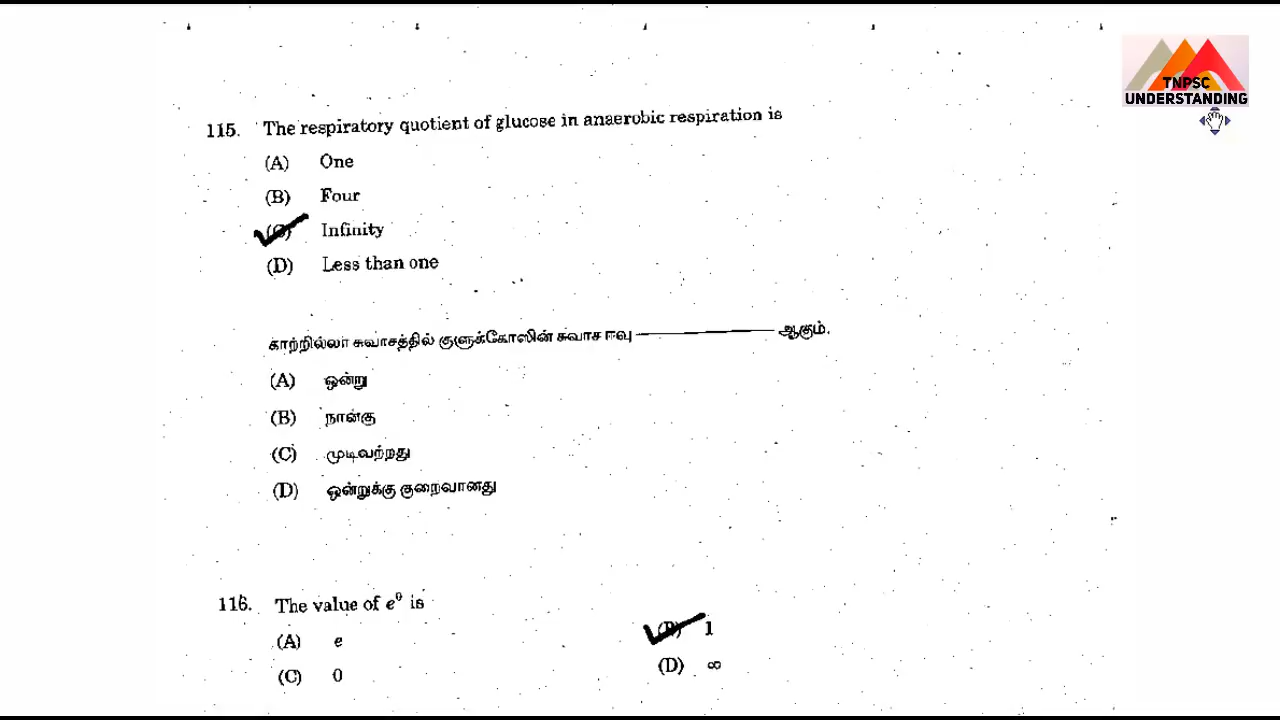 TNPSC
UNDERSTANDING
115. The respiratory quotient of glucose in anaerobic respiration is
(A) One
(B) Four
(C) Infinity
(D) Less than one
காற்றில்லா சுவாசத்தில் குளுக்கோஸின் சுவாச ஈவு ———— ஆகும்.
(A) ஒன்று
(B) நான்கு
(C) முடிவற்றது
(D) ஒன்றுக்கு குறைவானது
116. The value of e⁰ is
(A) e
(B) 1
(C) 0
(D) ∞